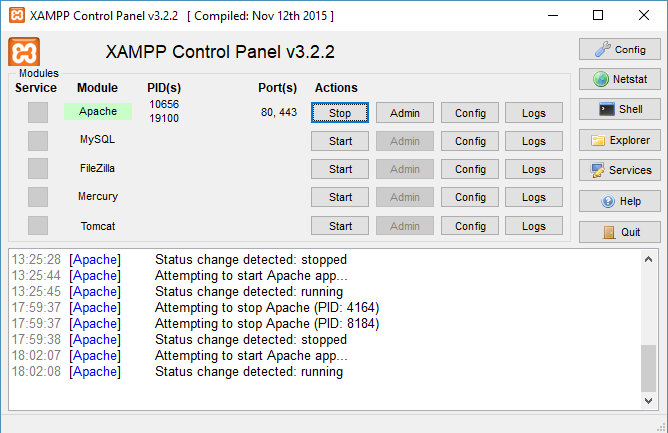 XAMPP Control Panel v3.2.2 [ Compiled: Nov 12th 2015 ]
XAMPP Control Panel v3.2.2
Config
Modules
Service Module PID(s) Port(s) Actions
Netstat
Apache 10656 19100 80, 443 Stop Admin Config Logs
Shell
MySQL Start Admin Config Logs
Explorer
FileZilla Start Admin Config Logs
Services
Mercury Start Admin Config Logs
Help
Tomcat Start Admin Config Logs
Quit
13:25:28 [Apache] Status change detected: stopped
13:25:44 [Apache] Attempting to start Apache app...
13:25:45 [Apache] Status change detected: running
17:59:37 [Apache] Attempting to stop Apache (PID: 4164)
17:59:37 [Apache] Attempting to stop Apache (PID: 8184)
17:59:38 [Apache] Status change detected: stopped
18:02:07 [Apache] Attempting to start Apache app...
18:02:08 [Apache] Status change detected: running